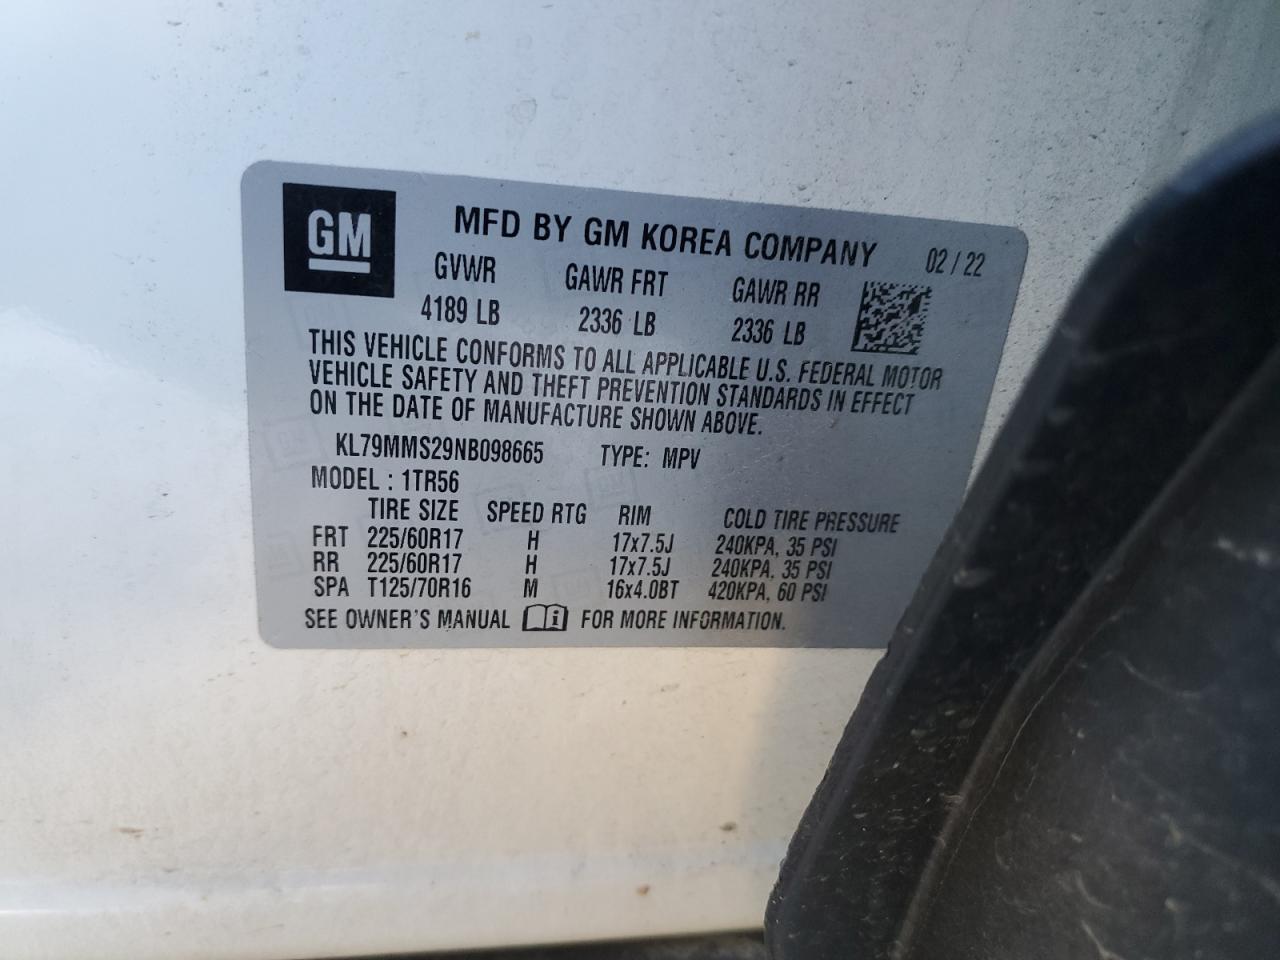 GM
MFD BY GM KOREA COMPANY 02 / 22
GVWR GAWR FRT GAWR RR
4189 LB 2336 LB 2336 LB
THIS VEHICLE CONFORMS TO ALL APPLICABLE U.S. FEDERAL MOTOR
VEHICLE SAFETY AND THEFT PREVENTION STANDARDS IN EFFECT
ON THE DATE OF MANUFACTURE SHOWN ABOVE.
KL79MMS29NB098665 TYPE: MPV
MODEL : 1TR56
TIRE SIZE SPEED RTG RIM COLD TIRE PRESSURE
FRT 225/60R17 H 17x7.5J 240KPA, 35 PSI
RR 225/60R17 H 17x7.5J 240KPA, 35 PSI
SPA T125/70R16 M 16x4.0BT 420KPA, 60 PSI
SEE OWNER'S MANUAL i FOR MORE INFORMATION.